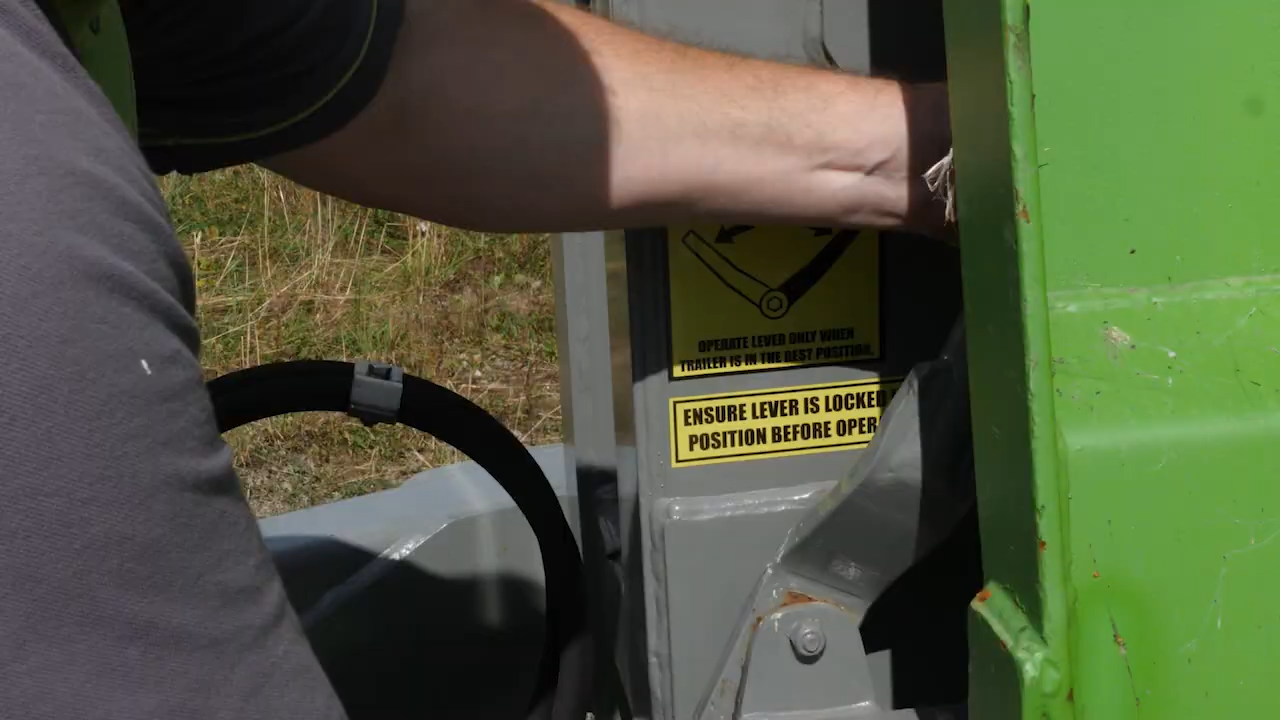 OPERATE LEVER ONLY WHEN
TRAILER IS IN THE REST POSITION.
ENSURE LEVER IS LOCKED
POSITION BEFORE OPER